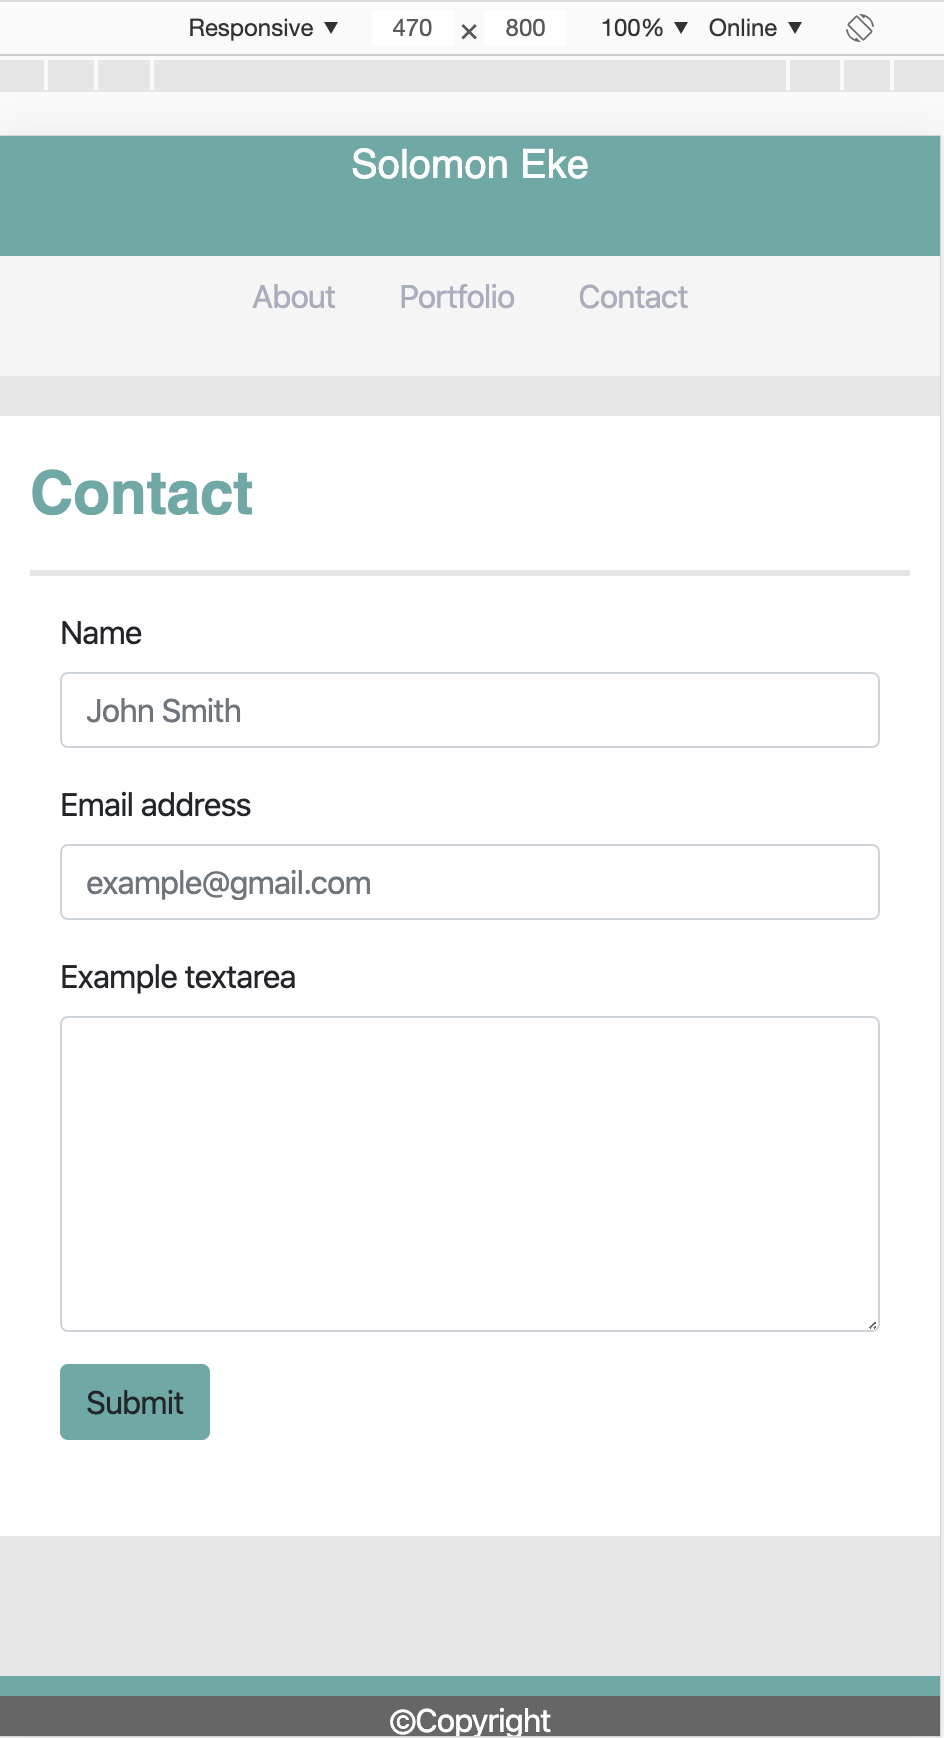 Responsive ▼ 470 × 800 100% ▼ Online ▼
Solomon Eke
About Portfolio Contact
Contact
Name
John Smith
Email address
example@gmail.com
Example textarea
Submit
©Copyright